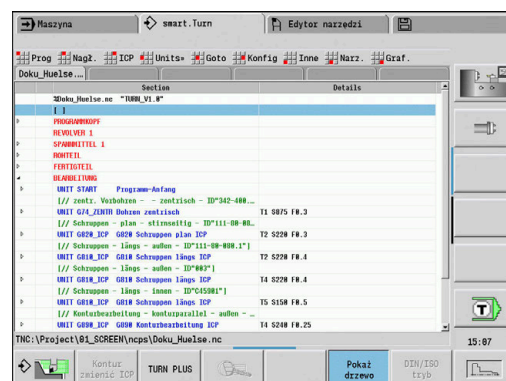 Maszyna smart.Turn Edytor narzędzi
Prog Nagł. ICP Units» Goto Konfig Inne Narz. Graf.
Doku_Huelse...
Section Details
%Doku_Huelse.nc "TURN_V1.0"
[ ]
PROGRAMMKOPF
REVOLVER 1
SPANNMITTEL 1
ROHTEIL
FERTIGTEIL
BEARBEITUNG
UNIT START Programm-Anfang
[// zentr. Vorbohren - - zentrisch - ID"342-400...
UNIT G74_ZENTR Bohren zentrisch T1 S875 F0.3
[// Schruppen - plan - stirnseitig - ID"111-80-08...
UNIT G820_ICP G820 Schruppen plan ICP T2 S220 F0.3
[// Schruppen - längs - außen - ID"111-80-080.1"]
UNIT G810_ICP G810 Schruppen längs ICP T2 S220 F0.4
[// Schruppen - längs - außen - ID"003"]
UNIT G810_ICP G810 Schruppen längs ICP T4 S220 F0.4
[// Schruppen - längs - innen - ID"C45901"]
UNIT G810_ICP G810 Schruppen längs ICP T5 S150 F0.5
[// Konturbearbeitung - konturparallel - außen - ...
UNIT G890_ICP G890 Konturbearbeitung ICP T4 S240 F0.25
TNC:\Project\01_SCREEN\ncps\Doku_Huelse.nc
15:07
T
Kontur zmienić ICP
TURN PLUS
Pokaż drzewo
DIN/ISO tryb